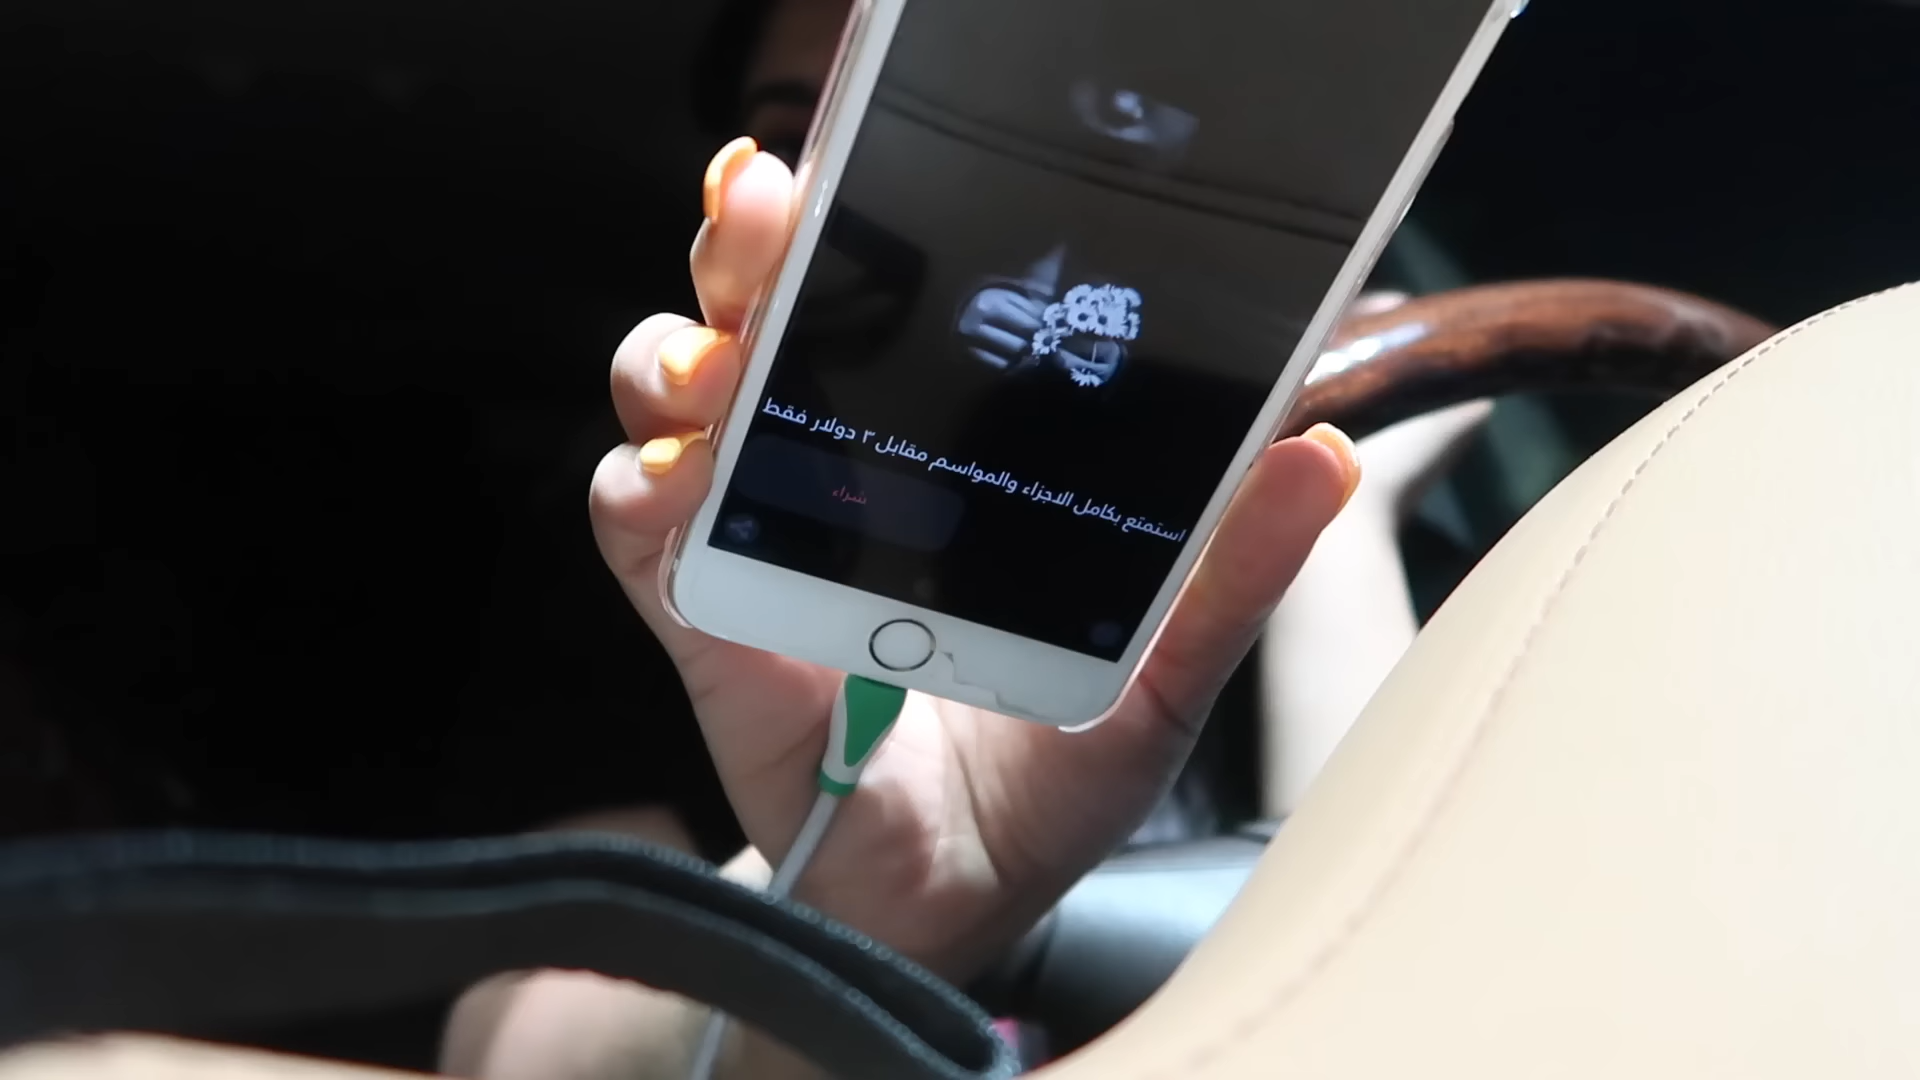 استمتع بكامل الاجزاء والمواسم مقابل ٣ دولار فقط
شراء